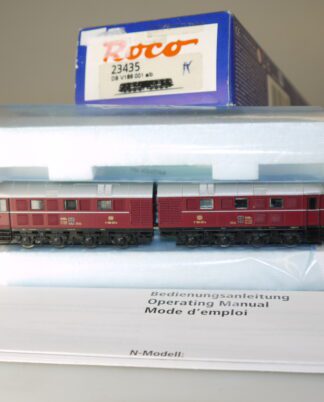 Roco
23435
DB V188 001 a/b
Bedienungsanleitung
Operating Manual
Mode d'emploi
N-Modell: